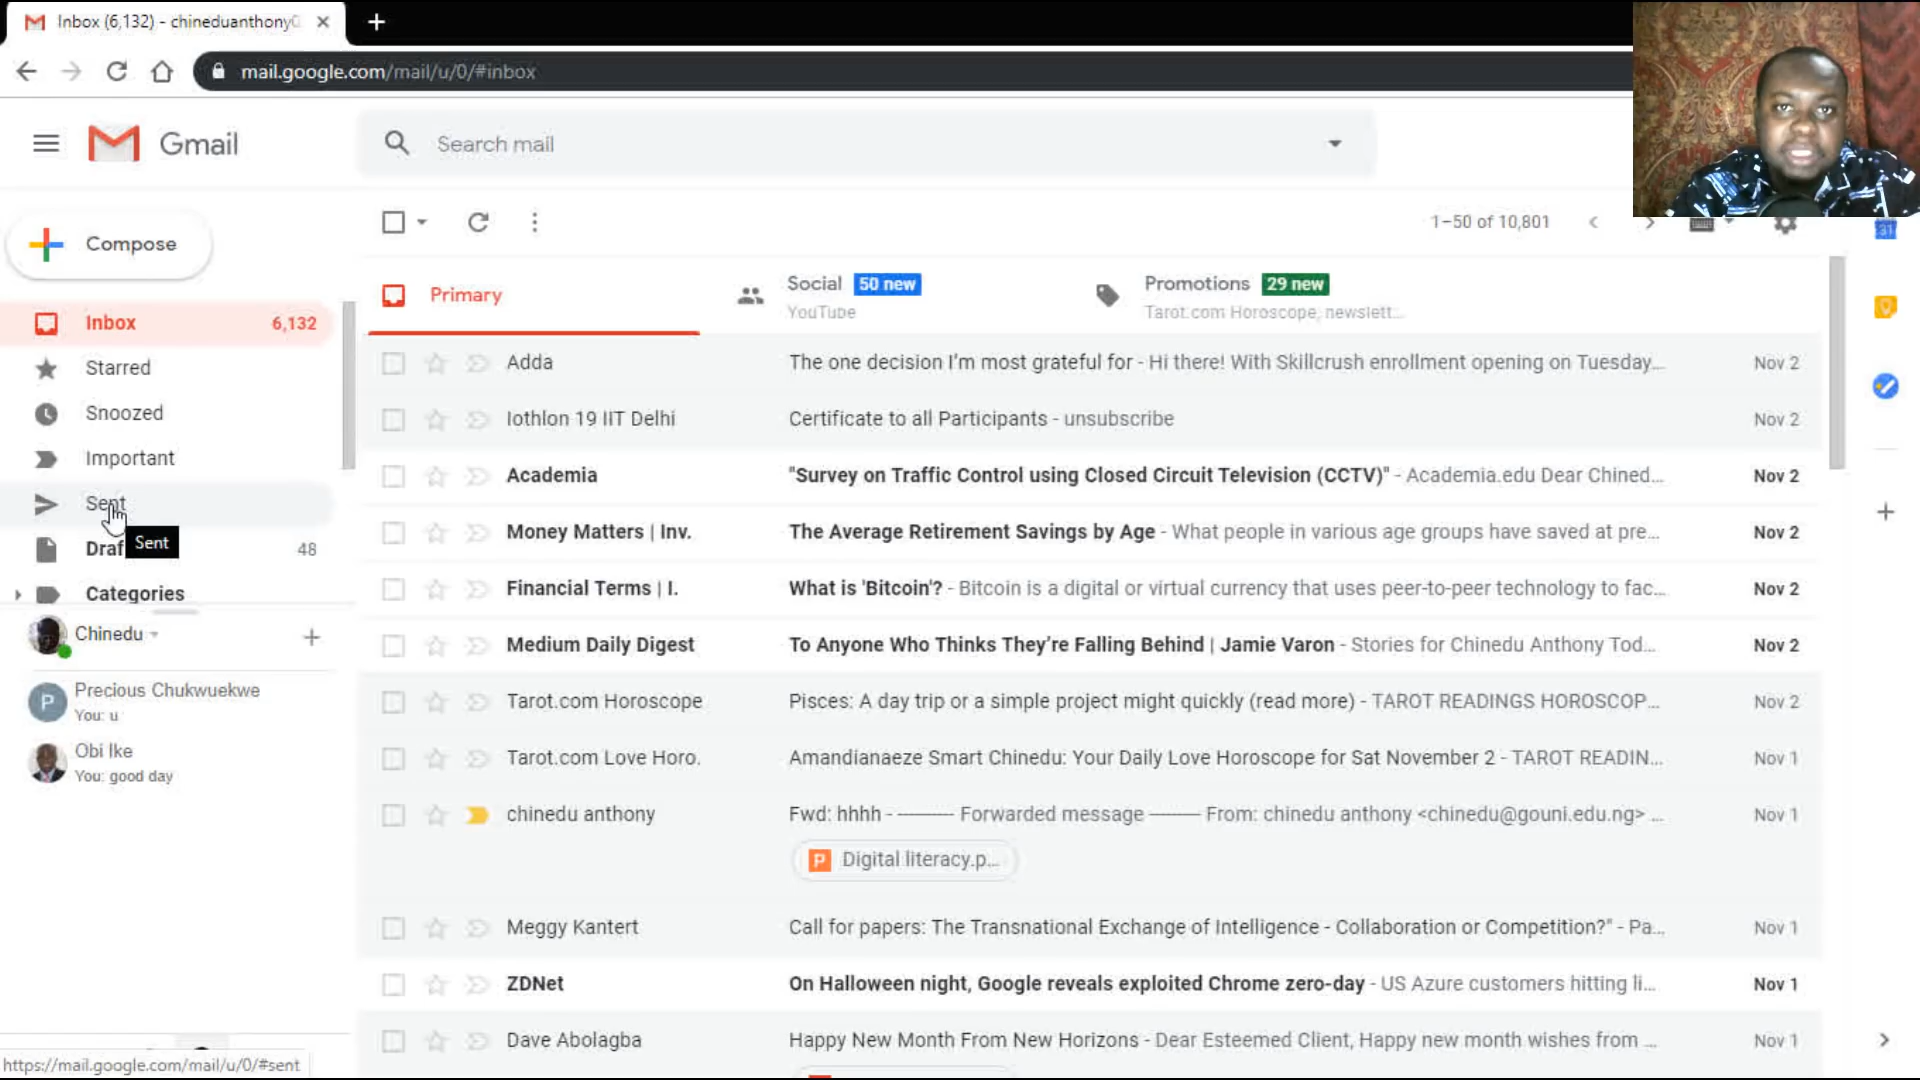 Inbox (6,132) - chineduanthony
mail.google.com/mail/u/0/#inbox
Gmail
Search mail
Compose
1–50 of 10,801
31
Inbox 6,132
Starred
Snoozed
Important
Sent
Sent
Draf 48
Categories
Chinedu
P
Precious Chukwuekwe
You: u
Obi Ike
You: good day
Primary
Social 50 new
YouTube
Promotions 29 new
Tarot.com Horoscope, newslett...
Adda The one decision I'm most grateful for - Hi there! With Skillcrush enrollment opening on Tuesday... Nov 2
Iothlon 19 IIT Delhi Certificate to all Participants - unsubscribe Nov 2
Academia "Survey on Traffic Control using Closed Circuit Television (CCTV)" - Academia.edu Dear Chined... Nov 2
Money Matters | Inv. The Average Retirement Savings by Age - What people in various age groups have saved at pre... Nov 2
Financial Terms | I. What is 'Bitcoin'? - Bitcoin is a digital or virtual currency that uses peer-to-peer technology to fac... Nov 2
Medium Daily Digest To Anyone Who Thinks They're Falling Behind | Jamie Varon - Stories for Chinedu Anthony Tod... Nov 2
Tarot.com Horoscope Pisces: A day trip or a simple project might quickly (read more) - TAROT READINGS HOROSCOP... Nov 2
Tarot.com Love Horo. Amandianaeze Smart Chinedu: Your Daily Love Horoscope for Sat November 2 - TAROT READIN... Nov 1
chinedu anthony Fwd: hhhh - ---------- Forwarded message --------- From: chinedu anthony <chinedu@gouni.edu.ng> ... Nov 1
P Digital literacy.p...
Meggy Kantert Call for papers: The Transnational Exchange of Intelligence - Collaboration or Competition?" - Pa... Nov 1
ZDNet On Halloween night, Google reveals exploited Chrome zero-day - US Azure customers hitting li... Nov 1
Dave Abolagba Happy New Month From New Horizons - Dear Esteemed Client, Happy new month wishes from ... Nov 1
https://mail.google.com/mail/u/0/#sent